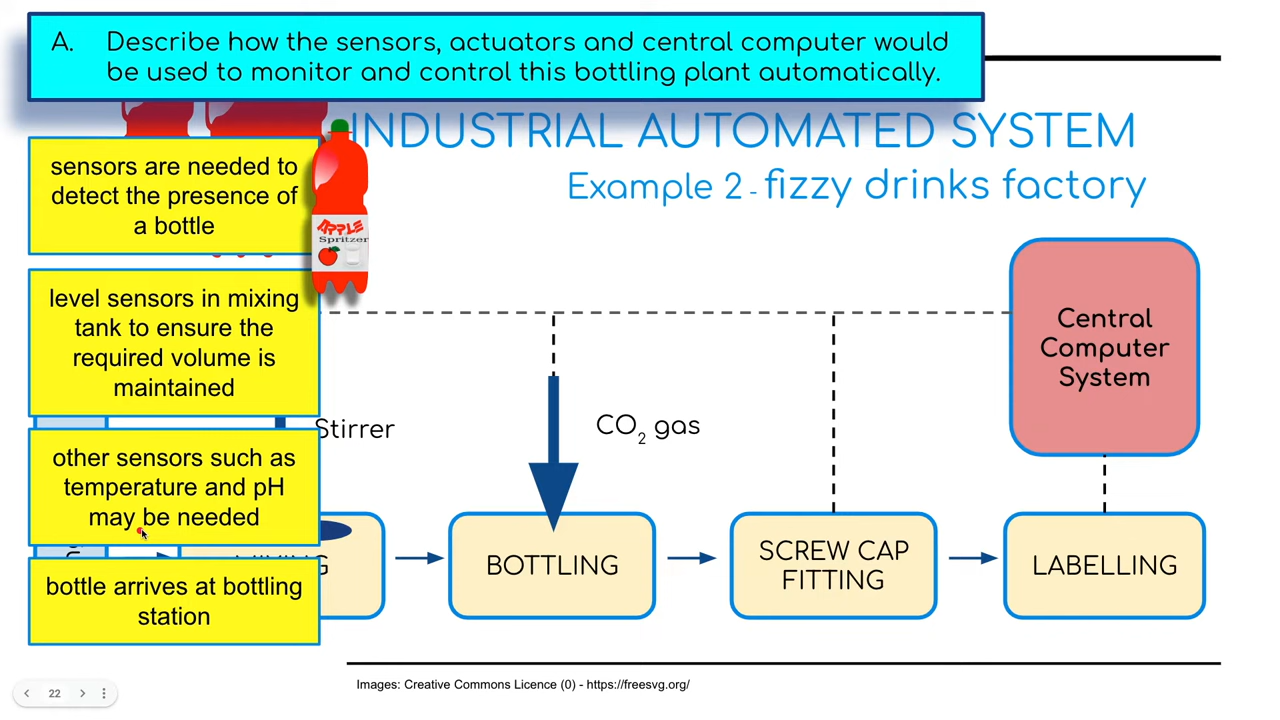 A. Describe how the sensors, actuators and central computer would
be used to monitor and control this bottling plant automatically.
INDUSTRIAL AUTOMATED SYSTEM
Example 2 - fizzy drinks factory
sensors are needed to
detect the presence of
a bottle
APPLE
Spritzer
level sensors in mixing
tank to ensure the
required volume is
maintained
Central
Computer
System
Stirrer
CO2 gas
other sensors such as
temperature and pH
may be needed
bottle arrives at bottling
station
BOTTLING
SCREW CAP
FITTING
LABELLING
Images: Creative Commons Licence (0) - https://freesvg.org/
22